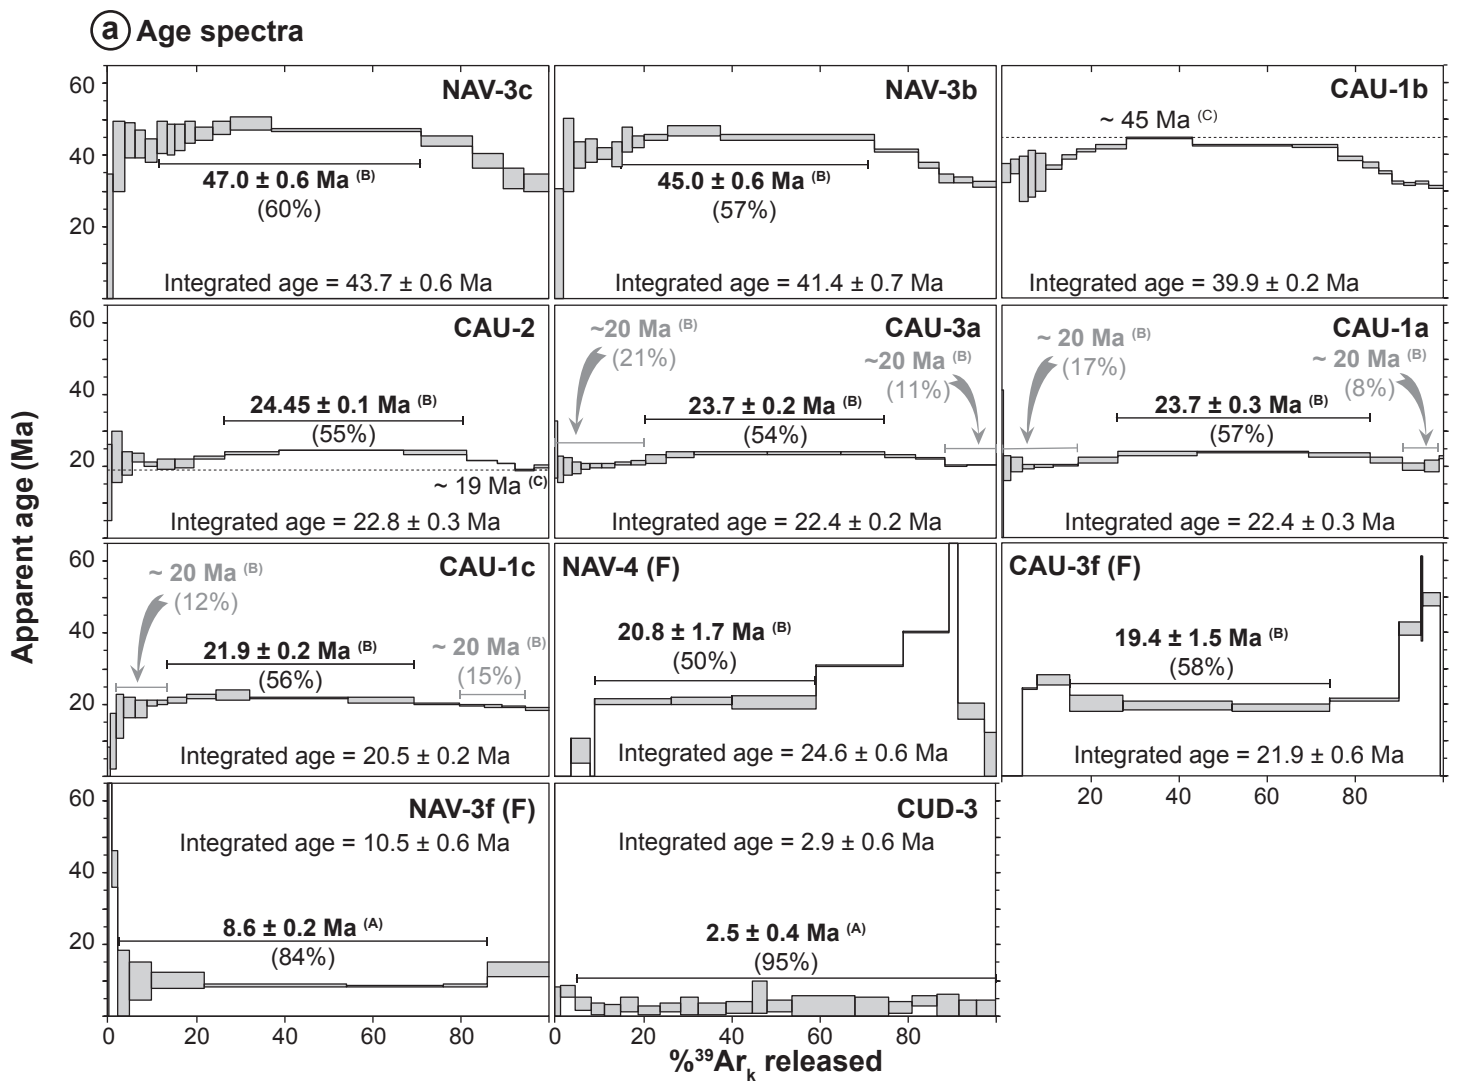 a Age spectra
NAV-3c
NAV-3b
CAU-1b
60
40
20
47.0 ± 0.6 Ma (B)
(60%)
Integrated age = 43.7 ± 0.6 Ma
45.0 ± 0.6 Ma (B)
(57%)
Integrated age = 41.4 ± 0.7 Ma
~ 45 Ma (C)
Integrated age = 39.9 ± 0.2 Ma
60
40
20
CAU-2
24.45 ± 0.1 Ma (B)
(55%)
~ 19 Ma (C)
Integrated age = 22.8 ± 0.3 Ma
CAU-3a
~20 Ma (B)
(21%)
~20 Ma (B)
(11%)
23.7 ± 0.2 Ma (B)
(54%)
Integrated age = 22.4 ± 0.2 Ma
CAU-1a
~ 20 Ma (B)
(17%)
~ 20 Ma (B)
(8%)
23.7 ± 0.3 Ma (B)
(57%)
Integrated age = 22.4 ± 0.3 Ma
Apparent age (Ma)
60
40
20
CAU-1c
~ 20 Ma (B)
(12%)
21.9 ± 0.2 Ma (B)
(56%)
~ 20 Ma (B)
(15%)
Integrated age = 20.5 ± 0.2 Ma
NAV-4 (F)
20.8 ± 1.7 Ma (B)
(50%)
Integrated age = 24.6 ± 0.6 Ma
CAU-3f (F)
19.4 ± 1.5 Ma (B)
(58%)
Integrated age = 21.9 ± 0.6 Ma
20 40 60 80
60
40
20
NAV-3f (F)
Integrated age = 10.5 ± 0.6 Ma
8.6 ± 0.2 Ma (A)
(84%)
CUD-3
Integrated age = 2.9 ± 0.6 Ma
2.5 ± 0.4 Ma (A)
(95%)
0 20 40 60 80 0 20 40 60 80
%³⁹Arₖ released